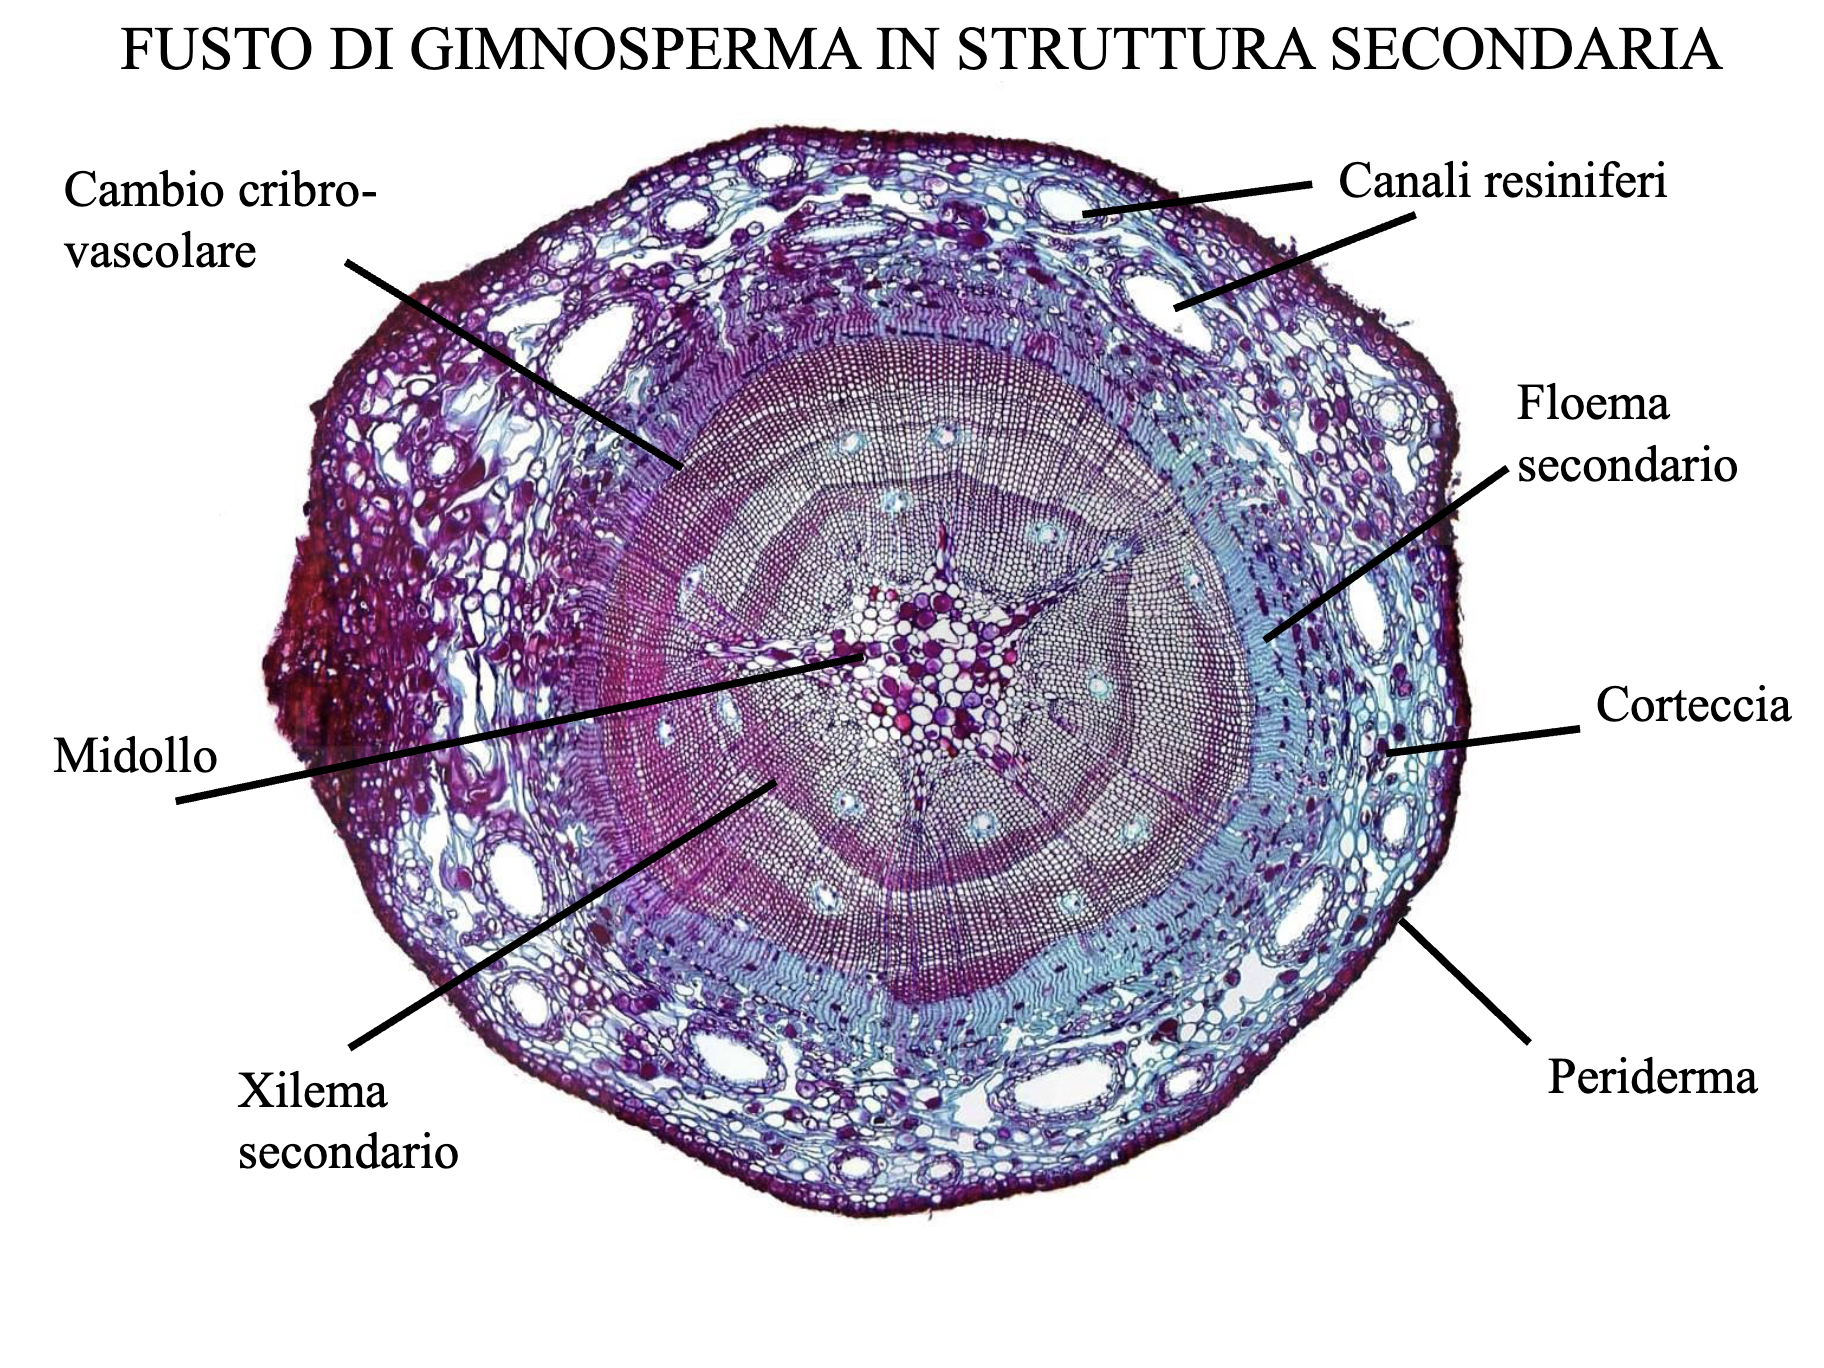 FUSTO DI GIMNOSPERMA IN STRUTTURA SECONDARIA
Cambio cribro-
vascolare
Canali resiniferi
Floema
secondario
Corteccia
Midollo
Periderma
Xilema
secondario